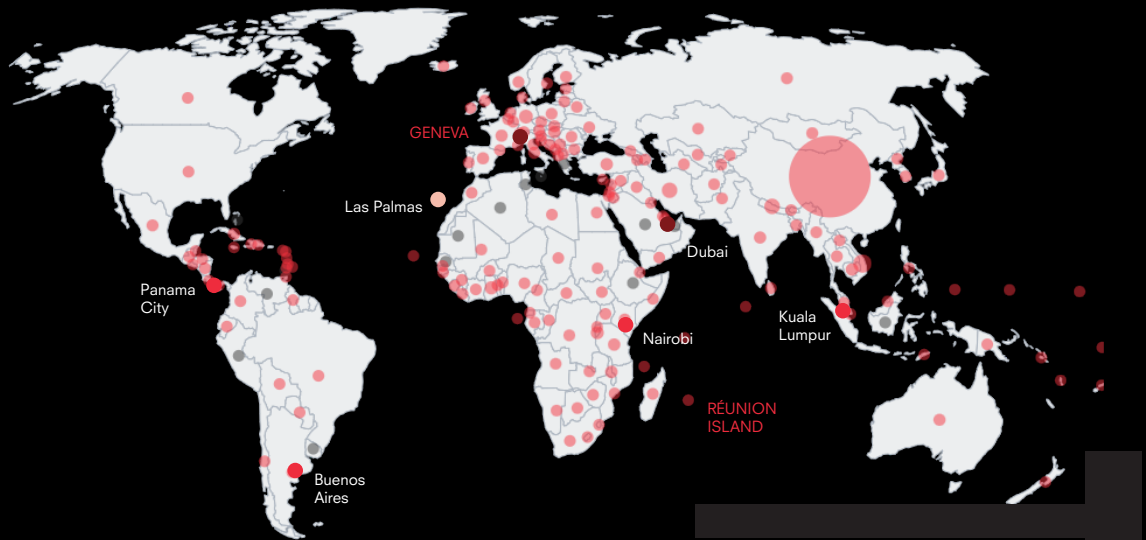 GENEVA
Las Palmas
Dubai
Panama
City
Kuala
Lumpur
Nairobi
RÉUNION
ISLAND
Buenos
Aires